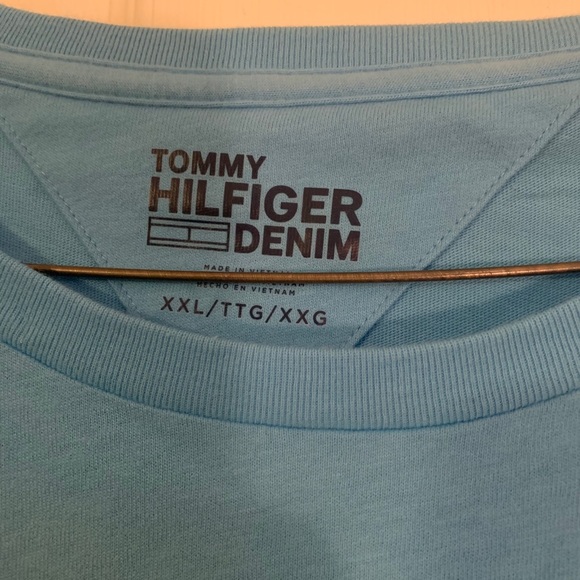 TOMMY
HILFIGER
DENIM
MADE IN VIETNAM
HECHO EN VIETNAM
XXL/TTG/XXG